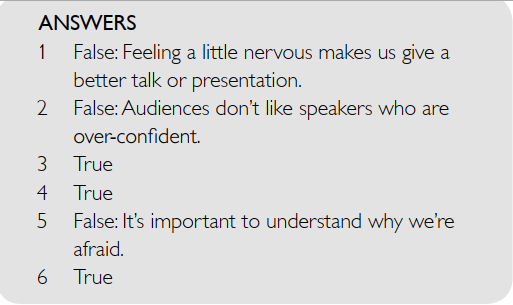 ANSWERS
1 False: Feeling a little nervous makes us give a
better talk or presentation.
2 False: Audiences don't like speakers who are
over-confident.
3 True
4 True
5 False: It's important to understand why we're
afraid.
6 True